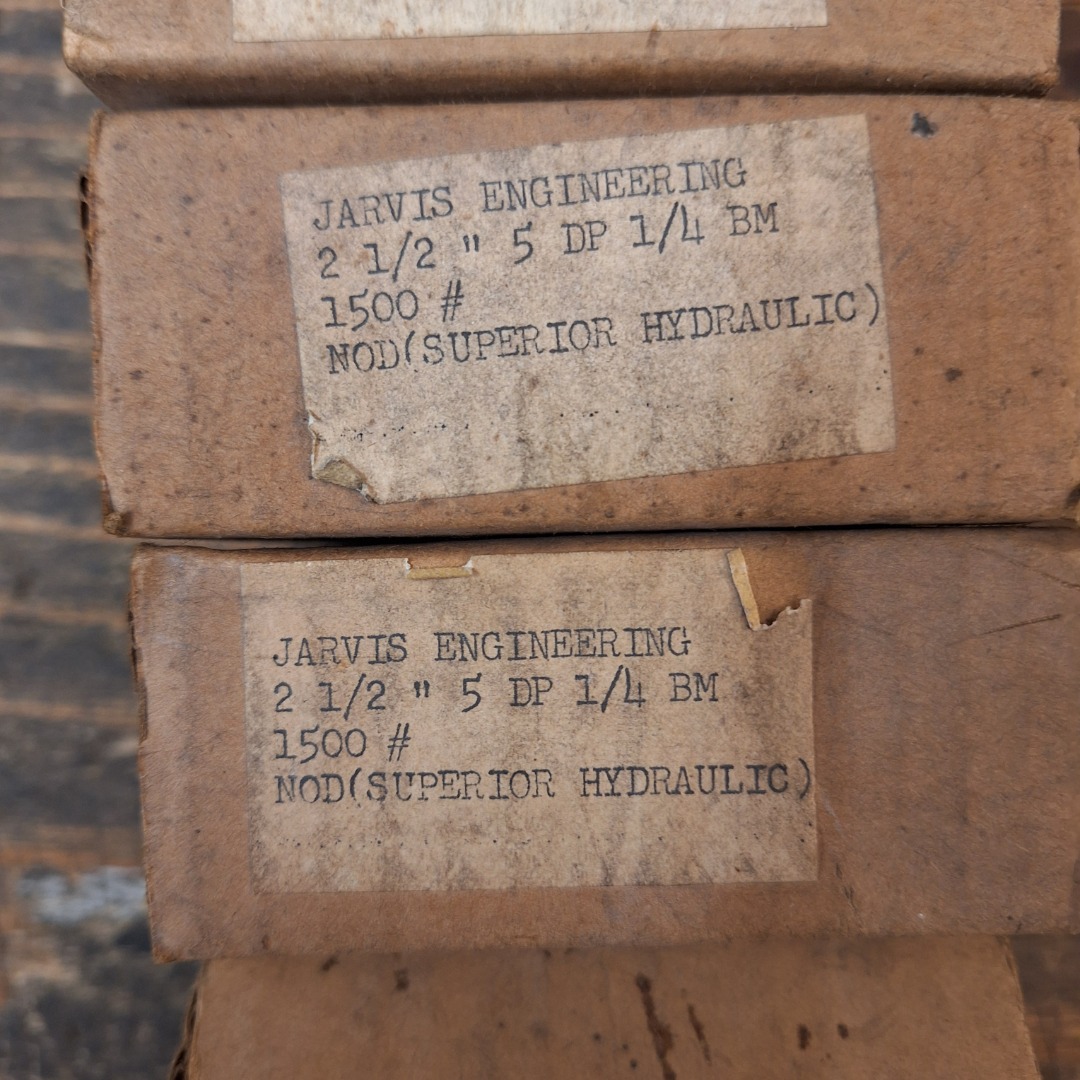 JARVIS ENGINEERING
2 1/2 " 5 DP 1/4 BM
1500 #
NOD(SUPERIOR HYDRAULIC)
JARVIS ENGINEERING
2 1/2 " 5 DP 1/4 BM
1500 #
NOD(SUPERIOR HYDRAULIC)